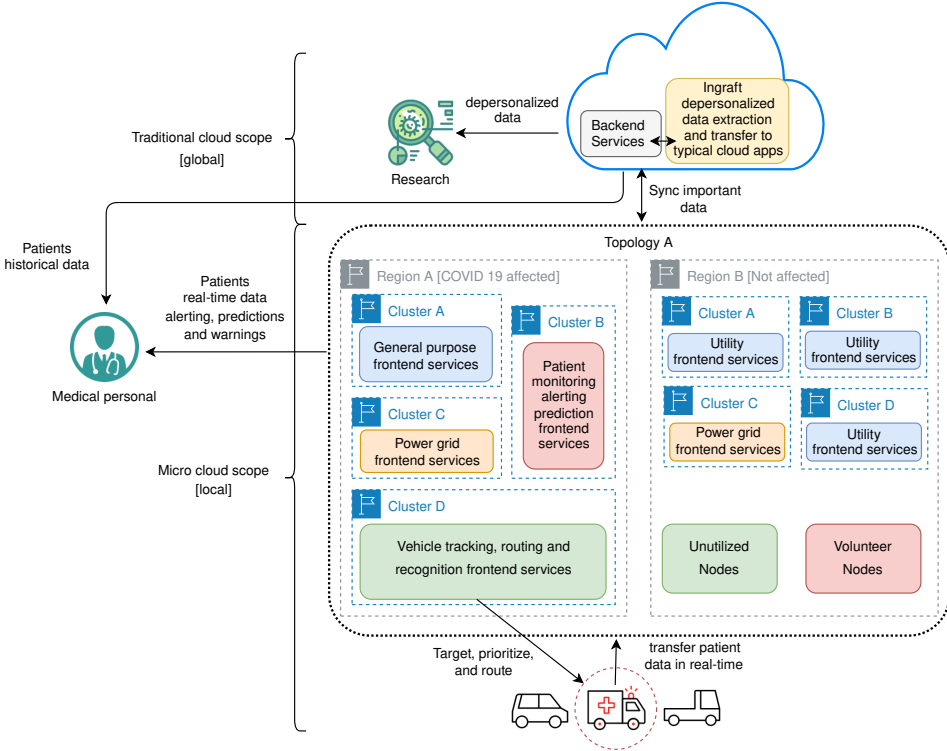 Traditional cloud scope
[global]
depersonalized
data
Research
Backend
Services
Ingraft
depersonalized
data extraction
and transfer to
typical cloud apps
Sync important
data
Patients
historical data
Patients
real-time data
alerting, predictions
and warnings
Medical personal
Micro cloud scope
[local]
Topology A
Region A [COVID 19 affected]
Cluster A
General purpose
frontend services
Cluster B
Patient
monitoring
alerting
prediction
frontend
services
Cluster C
Power grid
frontend services
Cluster D
Vehicle tracking, routing and
recognition frontend services
Region B [Not affected]
Cluster A
Utility
frontend services
Cluster B
Utility
frontend services
Cluster C
Power grid
frontend services
Cluster D
Utility
frontend services
Unutilized
Nodes
Volunteer
Nodes
Target, prioritize,
and route
transfer patient
data in real-time